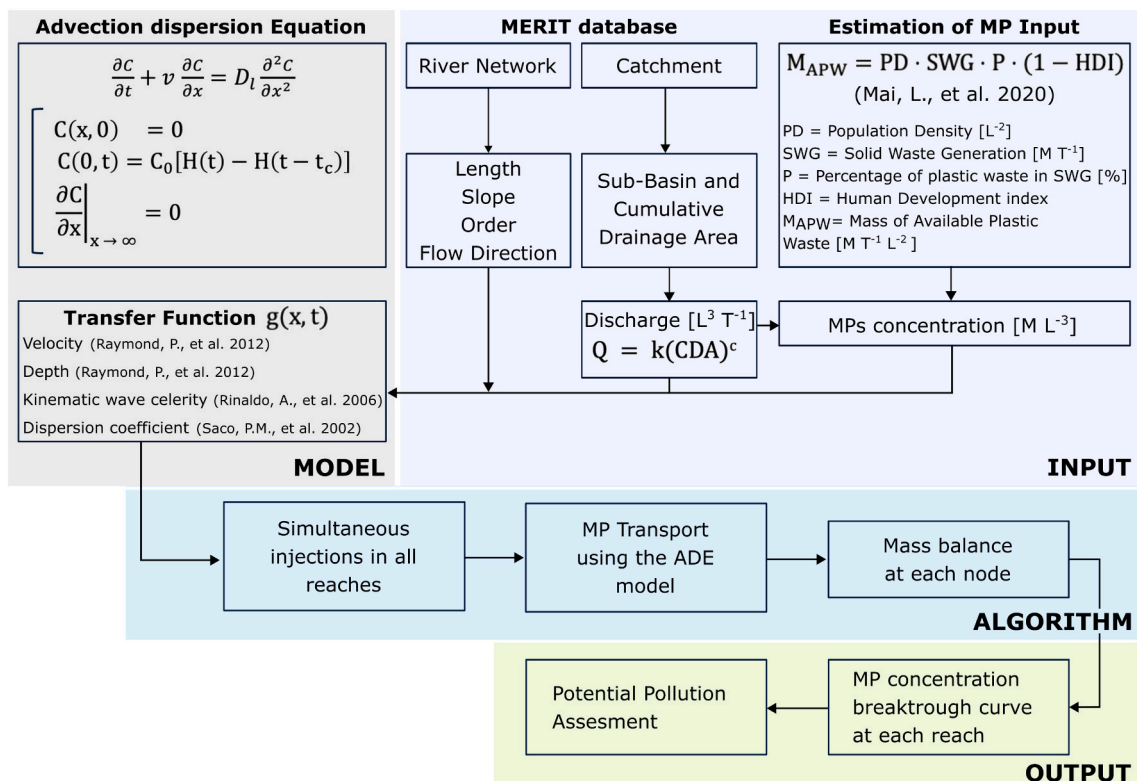 Advection dispersion Equation
∂C/∂t + v ∂C/∂x = D_l ∂²C/∂x²
C(x, 0) = 0
C(0, t) = C₀[H(t) − H(t − t_c)]
∂C/∂x|ₓ → ∞ = 0
Transfer Function g(x, t)
Velocity (Raymond, P., et al. 2012)
Depth (Raymond, P., et al. 2012)
Kinematic wave celerity (Rinaldo, A., et al. 2006)
Dispersion coefficient (Saco, P.M., et al. 2002)
MODEL
MERIT database
River Network
Catchment
Length
Slope
Order
Flow Direction
Sub-Basin and
Cumulative
Drainage Area
Discharge [L³ T⁻¹]
Q = k(CDA)ᶜ
Estimation of MP Input
M_APW = PD · SWG · P · (1 − HDI)
(Mai, L., et al. 2020)
PD = Population Density [L⁻²]
SWG = Solid Waste Generation [M T⁻¹]
P = Percentage of plastic waste in SWG [%]
HDI = Human Development index
M_APW= Mass of Available Plastic
Waste [M T⁻¹ L⁻²]
MPs concentration [M L⁻³]
INPUT
Simultaneous
injections in all
reaches
MP Transport
using the ADE
model
Mass balance
at each node
ALGORITHM
Potential Pollution
Assesment
MP concentration
breaktrough curve
at each reach
OUTPUT